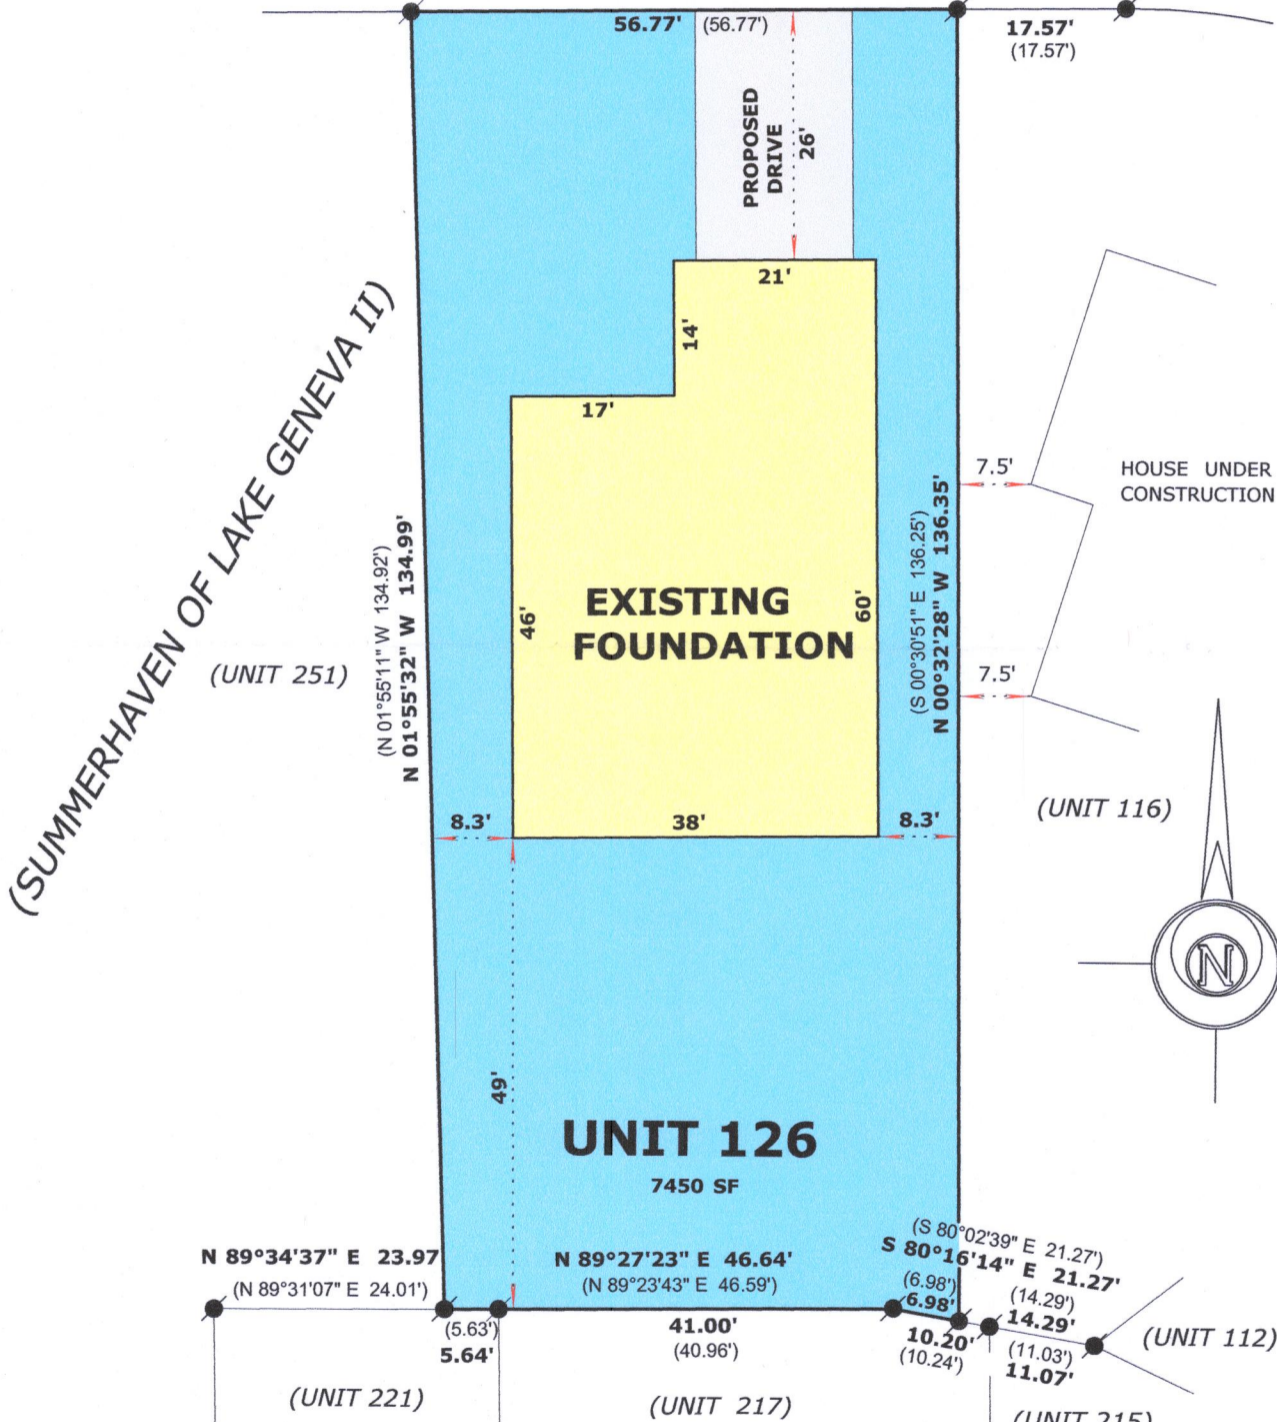 56.77' (56.77')
17.57'
(17.57')
PROPOSED
DRIVE
26'
21'
14'
17'
(SUMMERHAVEN OF LAKE GENEVA II)
7.5'
HOUSE UNDER
CONSTRUCTION
(N 01°55'11" W 134.92')
N 01°55'32" W 134.99'
(S 00°30'51" E 136.25')
N 00°32'28" W 136.35'
EXISTING
FOUNDATION
46'
60'
(UNIT 251)
7.5'
(UNIT 116)
8.3'
38'
8.3'
N
49'
UNIT 126
7450 SF
N 89°34'37" E 23.97
(N 89°31'07" E 24.01')
N 89°27'23" E 46.64'
(N 89°23'43" E 46.59')
(S 80°02'39" E 21.27')
S 80°16'14" E 21.27'
(6.98')
6.98'
(14.29')
14.29'
(5.63')
5.64'
41.00'
(40.96')
10.20'
(10.24')
(11.03')
11.07'
(UNIT 112)
(UNIT 221)
(UNIT 217)
(UNIT 215)